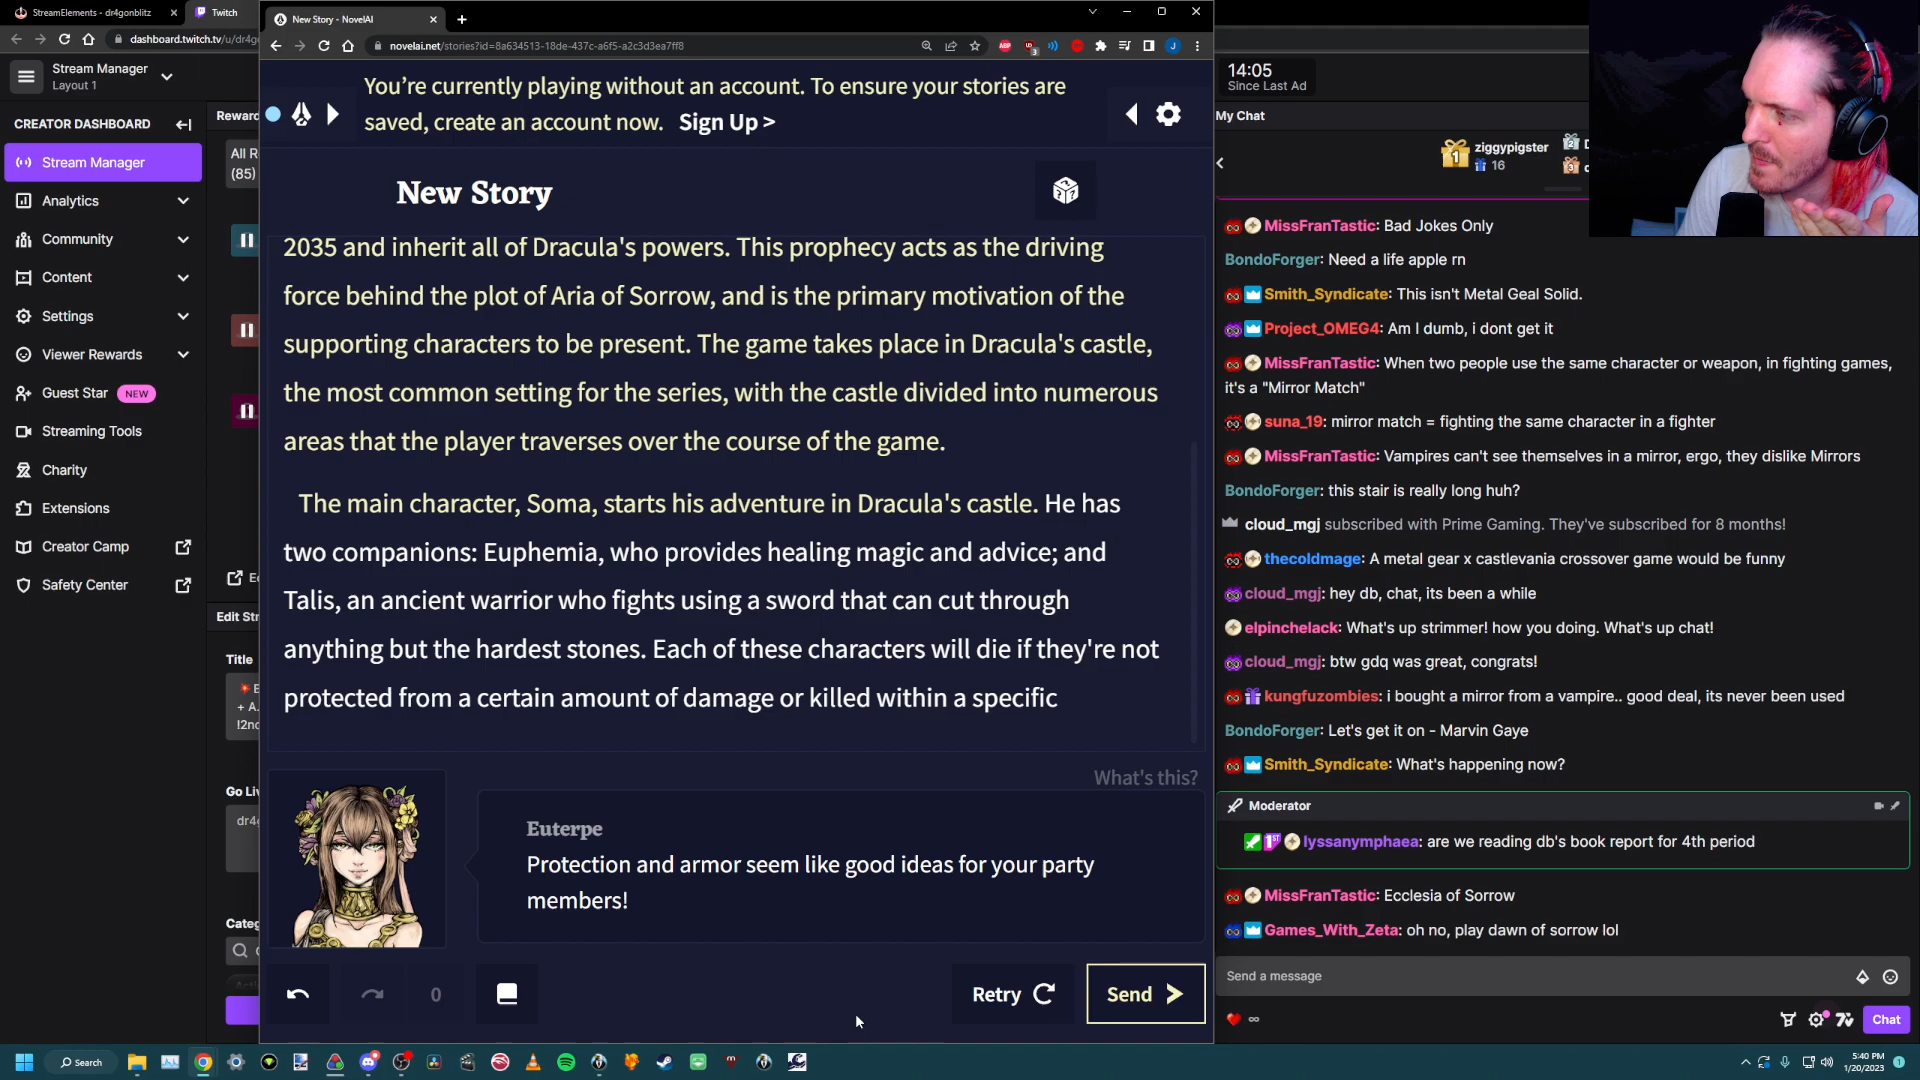 StreamElements - dr4gonblitz
Twitch
New Story - NovelAI
dashboard.twitch.tv/u/dr4g
novelai.net/stories?id=8a634513-18de-437c-a6f5-a2c3d3ea7ff8
Stream Manager
Layout 1
CREATOR DASHBOARD
Stream Manager
Analytics
Community
Content
Settings
Viewer Rewards
Guest Star NEW
Streaming Tools
Charity
Extensions
Creator Camp
Safety Center
Reward
All R
(85)
Edit Str
Title
+ A.
!2nd
Go Liv
dr4g
Categ
You’re currently playing without an account. To ensure your stories are
saved, create an account now. Sign Up >
New Story
2035 and inherit all of Dracula's powers. This prophecy acts as the driving
force behind the plot of Aria of Sorrow, and is the primary motivation of the
supporting characters to be present. The game takes place in Dracula's castle,
the most common setting for the series, with the castle divided into numerous
areas that the player traverses over the course of the game.
The main character, Soma, starts his adventure in Dracula's castle. He has
two companions: Euphemia, who provides healing magic and advice; and
Talis, an ancient warrior who fights using a sword that can cut through
anything but the hardest stones. Each of these characters will die if they're not
protected from a certain amount of damage or killed within a specific
What's this?
Euterpe
Protection and armor seem like good ideas for your party
members!
0
Retry
Send
14:05
Since Last Ad
My Chat
1 ziggypigster
16
MissFranTastic: Bad Jokes Only
BondoForger: Need a life apple rn
Smith_Syndicate: This isn't Metal Geal Solid.
Project_OMEG4: Am I dumb, i dont get it
MissFranTastic: When two people use the same character or weapon, in fighting games,
it's a "Mirror Match"
suna_19: mirror match = fighting the same character in a fighter
MissFranTastic: Vampires can't see themselves in a mirror, ergo, they dislike Mirrors
BondoForger: this stair is really long huh?
cloud_mgj subscribed with Prime Gaming. They've subscribed for 8 months!
thecoldmage: A metal gear x castlevania crossover game would be funny
cloud_mgj: hey db, chat, its been a while
elpinchelack: What's up strimmer! how you doing. What's up chat!
cloud_mgj: btw gdq was great, congrats!
kungfuzombies: i bought a mirror from a vampire.. good deal, its never been used
BondoForger: Let's get it on - Marvin Gaye
Smith_Syndicate: What's happening now?
Moderator
lyssanymphaea: are we reading db's book report for 4th period
MissFranTastic: Ecclesia of Sorrow
Games_With_Zeta: oh no, play dawn of sorrow lol
Send a message
Chat
Search
5:40 PM
1/20/2023